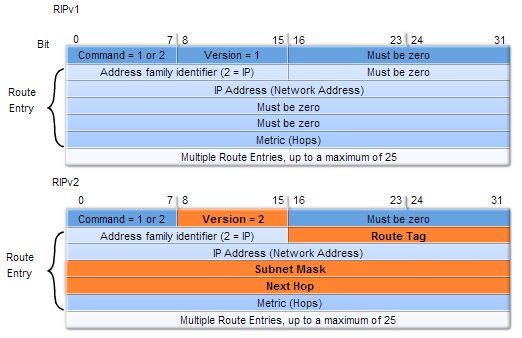 RIPv1
Bit 0 7 8 15 16 23 24 31
Command = 1 or 2 Version = 1 Must be zero
Route Entry
Address family identifier (2 = IP) Must be zero
IP Address (Network Address)
Must be zero
Must be zero
Metric (Hops)
Multiple Route Entries, up to a maximum of 25
RIPv2
0 7 8 15 16 23 24 31
Command = 1 or 2 Version = 2 Must be zero
Route Entry
Address family identifier (2 = IP) Route Tag
IP Address (Network Address)
Subnet Mask
Next Hop
Metric (Hops)
Multiple Route Entries, up to a maximum of 25